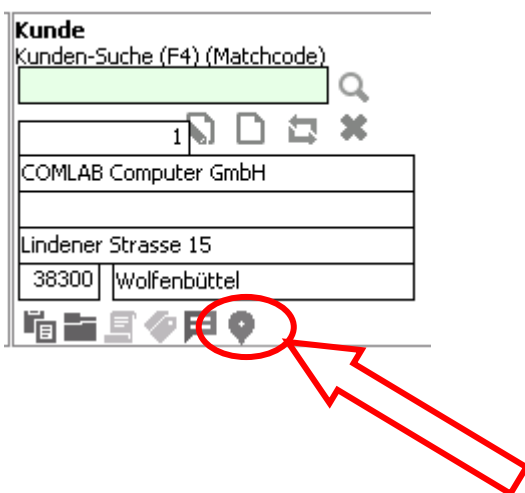 Kunde
Kunden-Suche (F4) (Matchcode)
1
COMLAB Computer GmbH
Lindener Strasse 15
38300 Wolfenbüttel